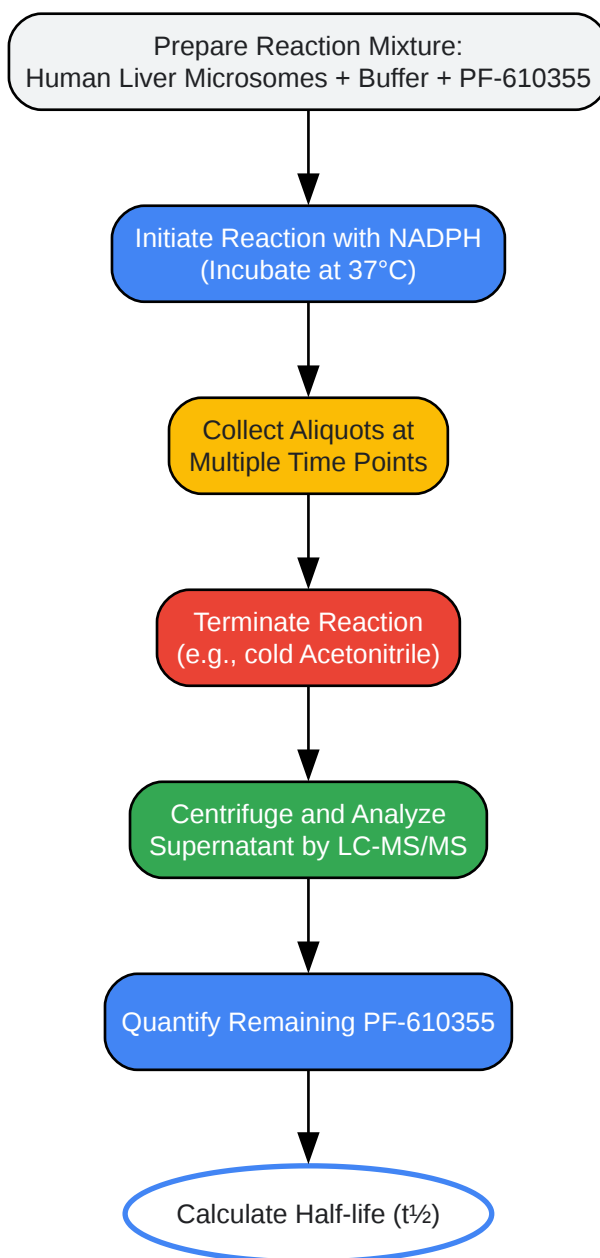 Prepare Reaction Mixture:
Human Liver Microsomes + Buffer + PF-610355
Initiate Reaction with NADPH
(Incubate at 37°C)
Collect Aliquots at
Multiple Time Points
Terminate Reaction
(e.g., cold Acetonitrile)
Centrifuge and Analyze
Supernatant by LC-MS/MS
Quantify Remaining PF-610355
Calculate Half-life (t½)